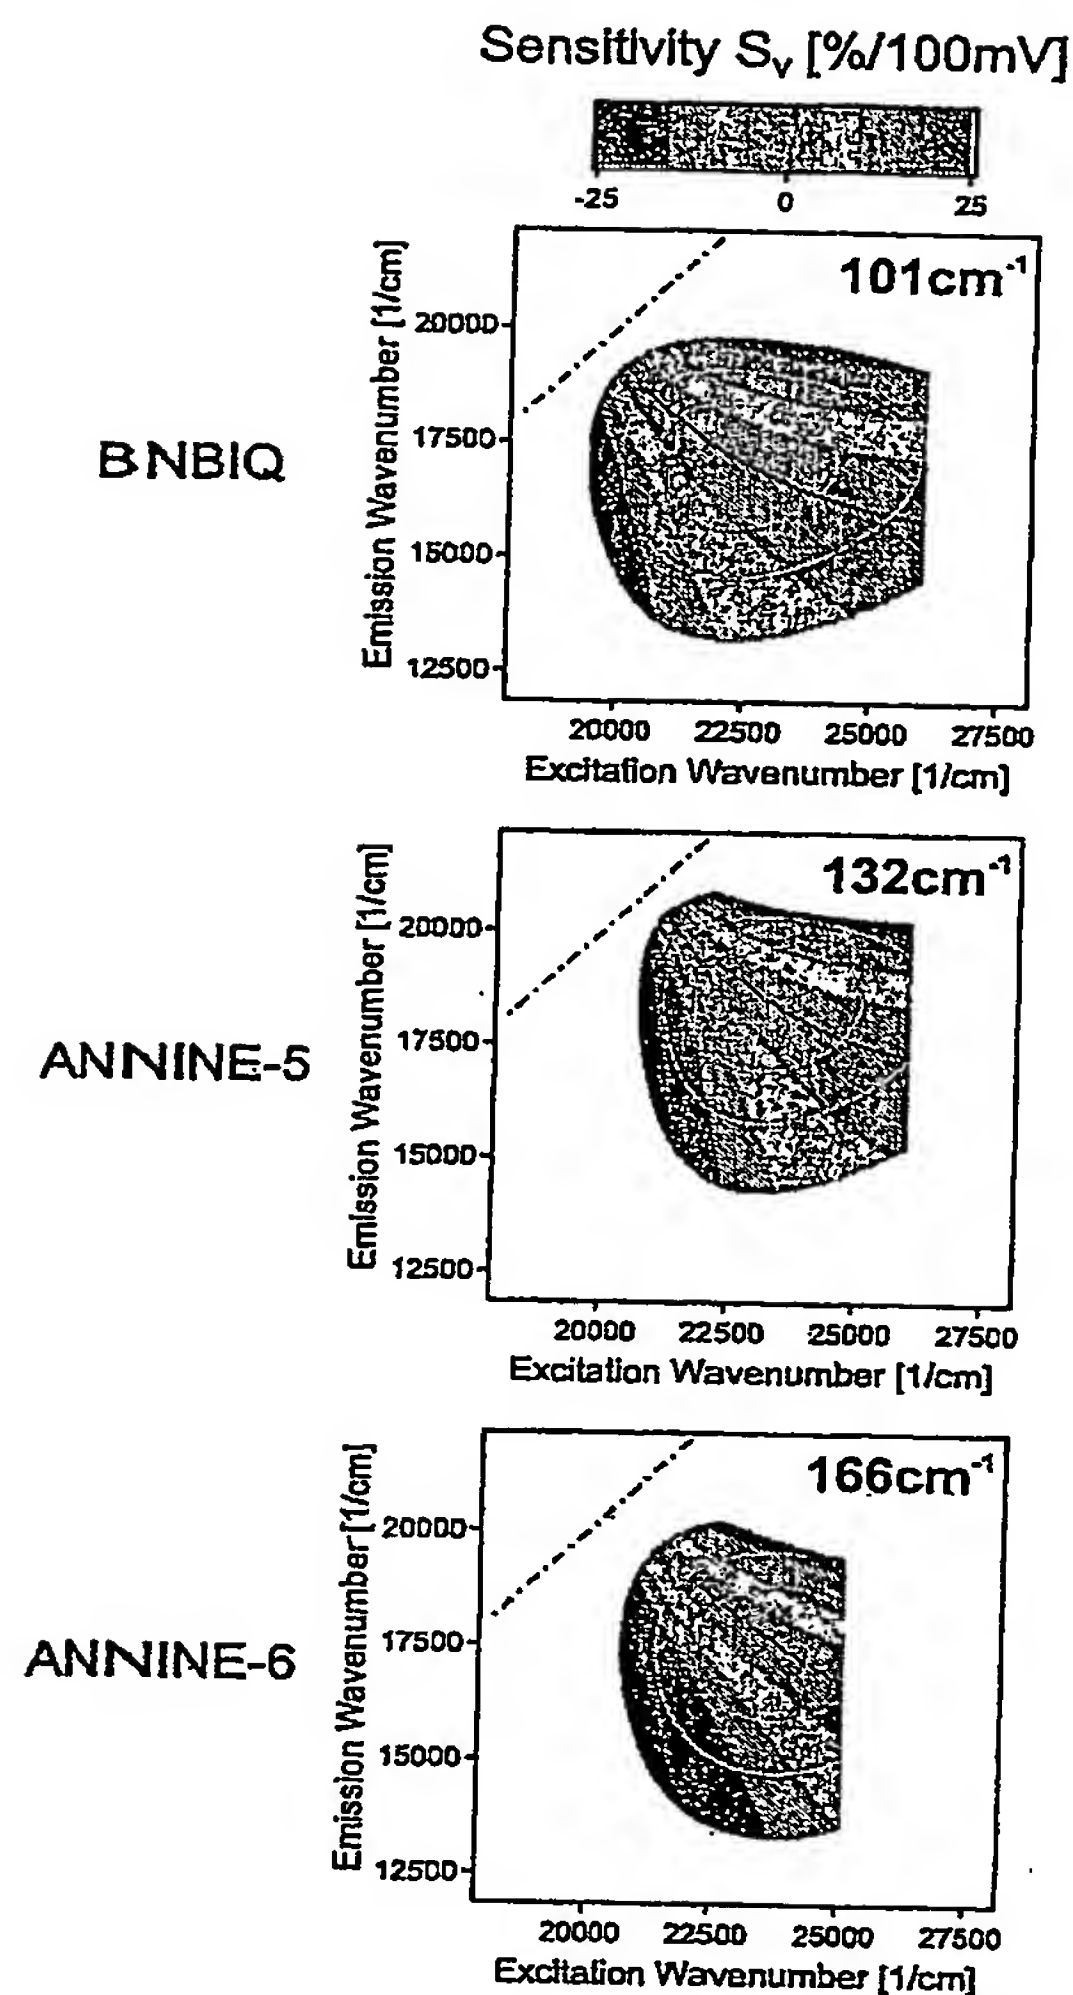 Sensitivity Sᵥ [%/100mV]
-25 0 25
BNBIQ
101cm⁻¹
Emission Wavenumber [1/cm]
20000
17500
15000
12500
20000 22500 25000 27500
Excitation Wavenumber [1/cm]
ANNINE-5
132cm⁻¹
Emission Wavenumber [1/cm]
20000
17500
15000
12500
20000 22500 25000 27500
Excitation Wavenumber [1/cm]
ANNINE-6
166cm⁻¹
Emission Wavenumber [1/cm]
20000
17500
15000
12500
20000 22500 25000 27500
Excitation Wavenumber [1/cm]